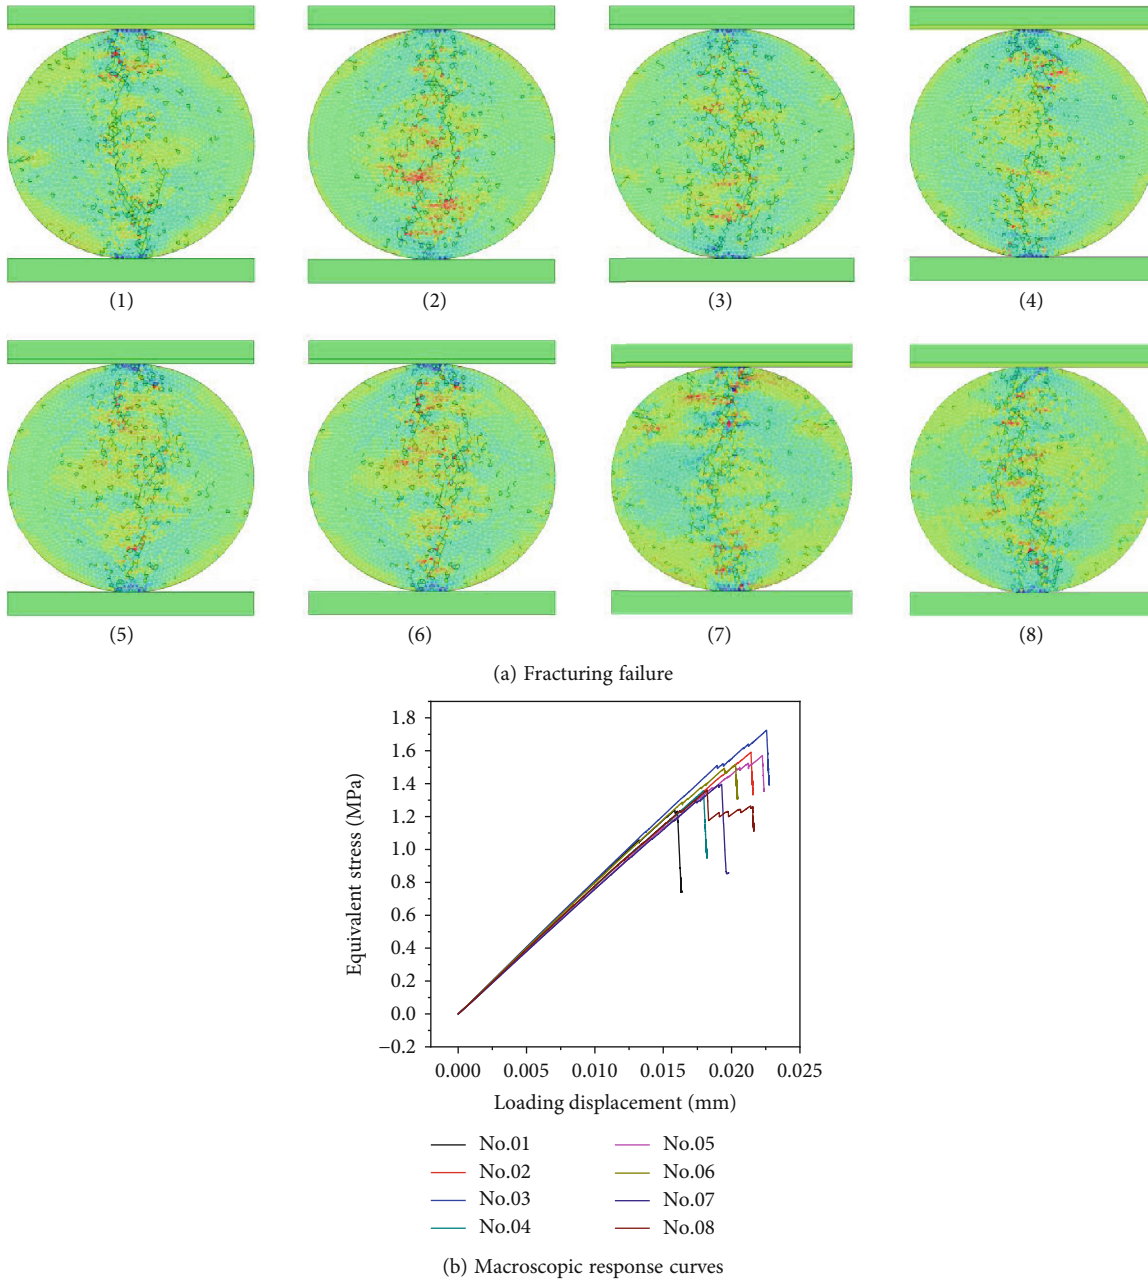 (1) (2) (3) (4)
(5) (6) (7) (8)
(a) Fracturing failure
1.8
1.6
1.4
1.2
1.0
0.8
0.6
0.4
0.2
0.0
−0.2
Equivalent stress (MPa)
0.000 0.005 0.010 0.015 0.020 0.025
Loading displacement (mm)
No.01 No.05
No.02 No.06
No.03 No.07
No.04 No.08
(b) Macroscopic response curves